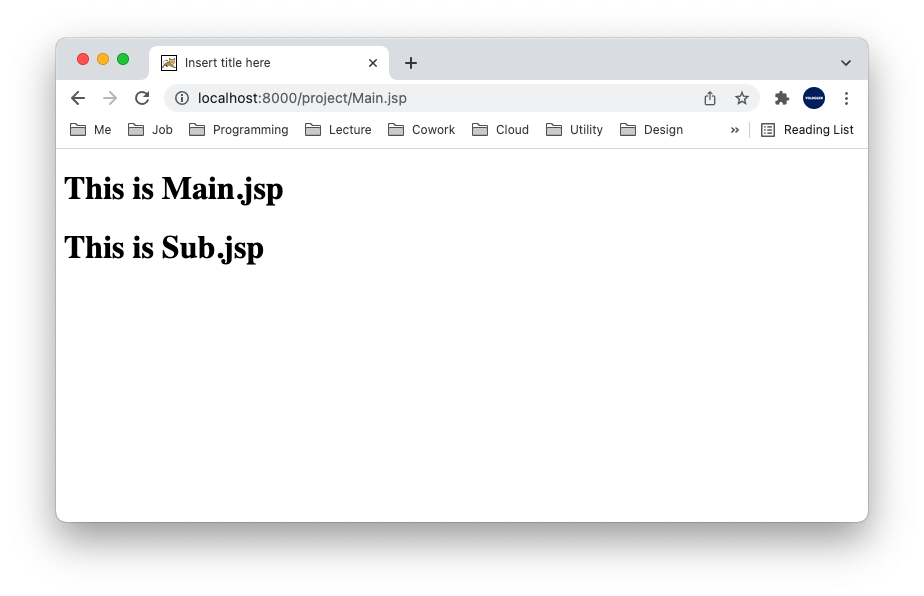 Insert title here
localhost:8000/project/Main.jsp
Me Job Programming Lecture Cowork Cloud Utility Design » Reading List
This is Main.jsp
This is Sub.jsp